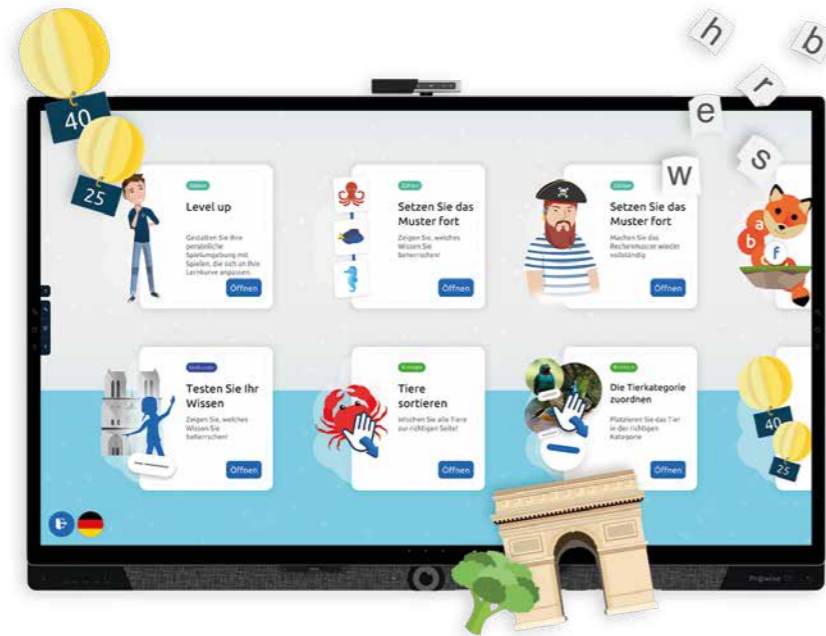 h
b
r
e
s
w
40
25
Level up
Gestalten Sie Ihre
persönliche
Spielumgebung mit
Spielen, die sich an Ihre
Lernkurve anpassen.
Öffnen
Setzen Sie das
Muster fort
Zeigen Sie, welches
Wissen Sie
beherrschen!
Öffnen
Setzen Sie das
Muster fort
Machen Sie das
Rechenmuster wieder
vollständig
Öffnen
a
b
f
Testen Sie Ihr
Wissen
Zeigen Sie, welches
Wissen Sie
beherrschen!
Öffnen
Tiere
sortieren
Wischen Sie alle Tiere
zur richtigen Seite!
Öffnen
Die Tierkategorie
zuordnen
Platzieren Sie das Tier
in der richtigen
Kategorie
Öffnen
40
25
Prowise